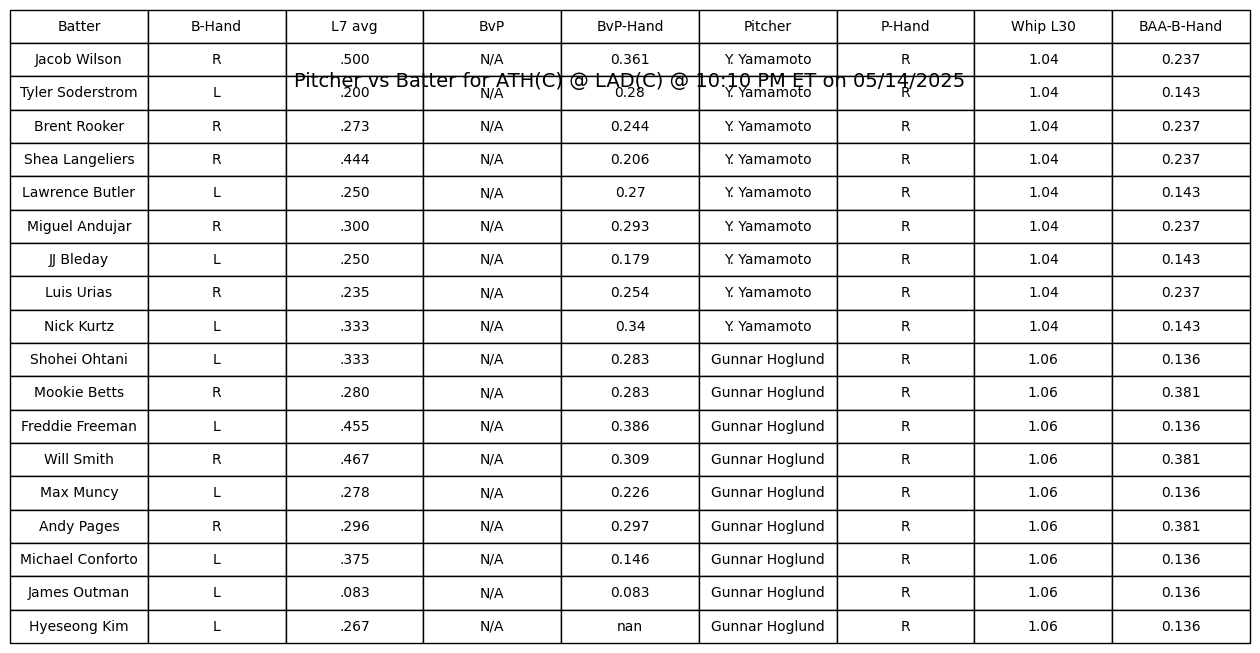 Batter B-Hand L7 avg BvP BvP-Hand Pitcher P-Hand Whip L30 BAA-B-Hand
Jacob Wilson R .500 N/A 0.361 Y. Yamamoto R 1.04 0.237
Pitcher vs Batter for ATH(C) @ LAD(C) @ 10:10 PM ET on 05/14/2025
Tyler Soderstrom L .200 N/A 0.28 Y. Yamamoto R 1.04 0.143
Brent Rooker R .273 N/A 0.244 Y. Yamamoto R 1.04 0.237
Shea Langeliers R .444 N/A 0.206 Y. Yamamoto R 1.04 0.237
Lawrence Butler L .250 N/A 0.27 Y. Yamamoto R 1.04 0.143
Miguel Andujar R .300 N/A 0.293 Y. Yamamoto R 1.04 0.237
JJ Bleday L .250 N/A 0.179 Y. Yamamoto R 1.04 0.143
Luis Urias R .235 N/A 0.254 Y. Yamamoto R 1.04 0.237
Nick Kurtz L .333 N/A 0.34 Y. Yamamoto R 1.04 0.143
Shohei Ohtani L .333 N/A 0.283 Gunnar Hoglund R 1.06 0.136
Mookie Betts R .280 N/A 0.283 Gunnar Hoglund R 1.06 0.381
Freddie Freeman L .455 N/A 0.386 Gunnar Hoglund R 1.06 0.136
Will Smith R .467 N/A 0.309 Gunnar Hoglund R 1.06 0.381
Max Muncy L .278 N/A 0.226 Gunnar Hoglund R 1.06 0.136
Andy Pages R .296 N/A 0.297 Gunnar Hoglund R 1.06 0.381
Michael Conforto L .375 N/A 0.146 Gunnar Hoglund R 1.06 0.136
James Outman L .083 N/A 0.083 Gunnar Hoglund R 1.06 0.136
Hyeseong Kim L .267 N/A nan Gunnar Hoglund R 1.06 0.136